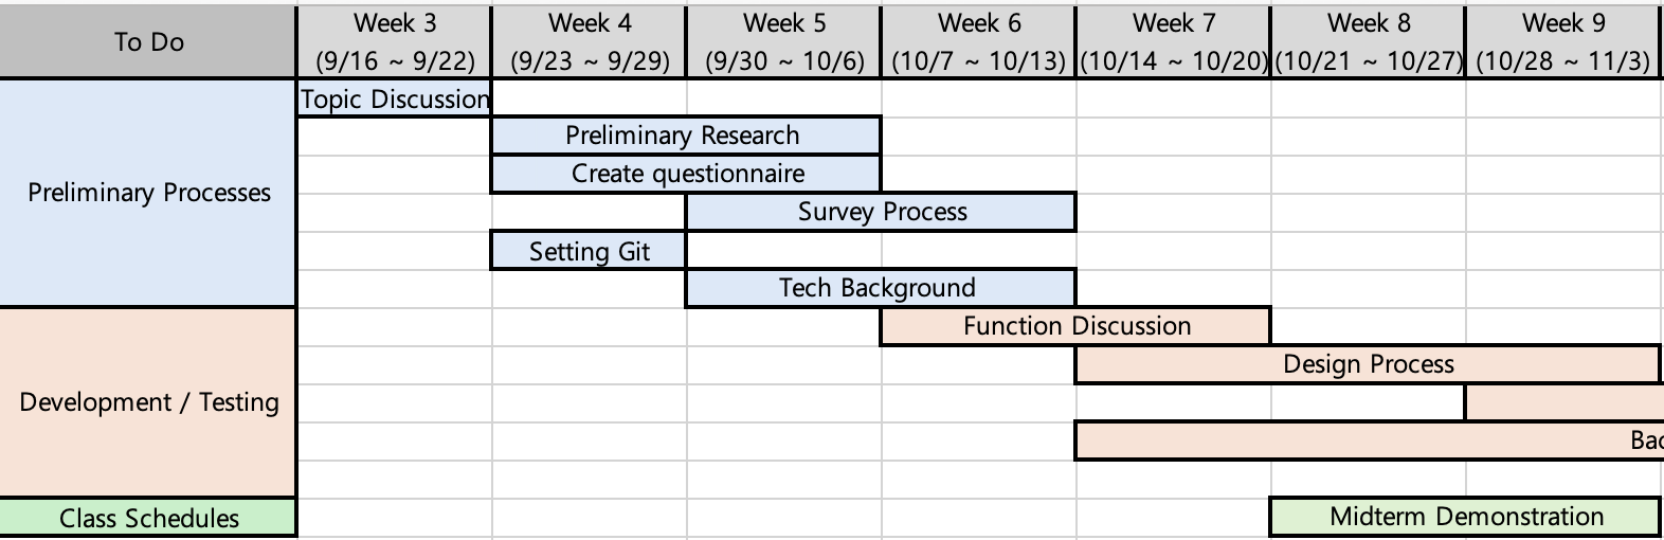 To Do
Week 3
(9/16 ~ 9/22)
Week 4
(9/23 ~ 9/29)
Week 5
(9/30 ~ 10/6)
Week 6
(10/7 ~ 10/13)
Week 7
(10/14 ~ 10/20)
Week 8
(10/21 ~ 10/27)
Week 9
(10/28 ~ 11/3)
Preliminary Processes
Topic Discussion
Preliminary Research
Create questionnaire
Survey Process
Setting Git
Tech Background
Development / Testing
Function Discussion
Design Process
Class Schedules
Midterm Demonstration